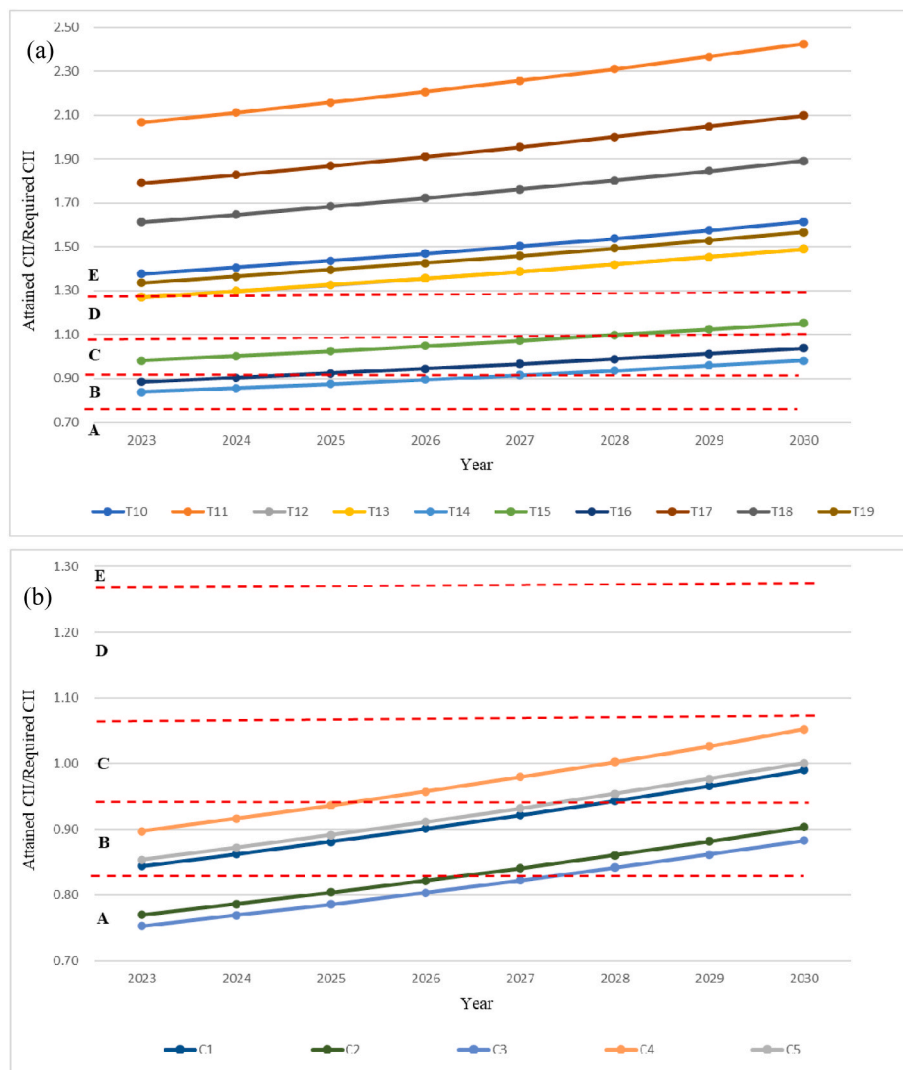 (a)
Attained CII/Required CII
2.50
2.30
2.10
1.90
1.70
1.50
E
1.30
D
1.10
C
0.90
B
0.70
A
2023 2024 2025 2026 2027 2028 2029 2030
Year
T10 T11 T12 T13 T14 T15 T16 T17 T18 T19
(b)
Attained CII/Required CII
1.30
E
1.20
D
1.10
1.00
C
0.90
B
0.80
A
0.70
2023 2024 2025 2026 2027 2028 2029 2030
Year
C1 C2 C3 C4 C5